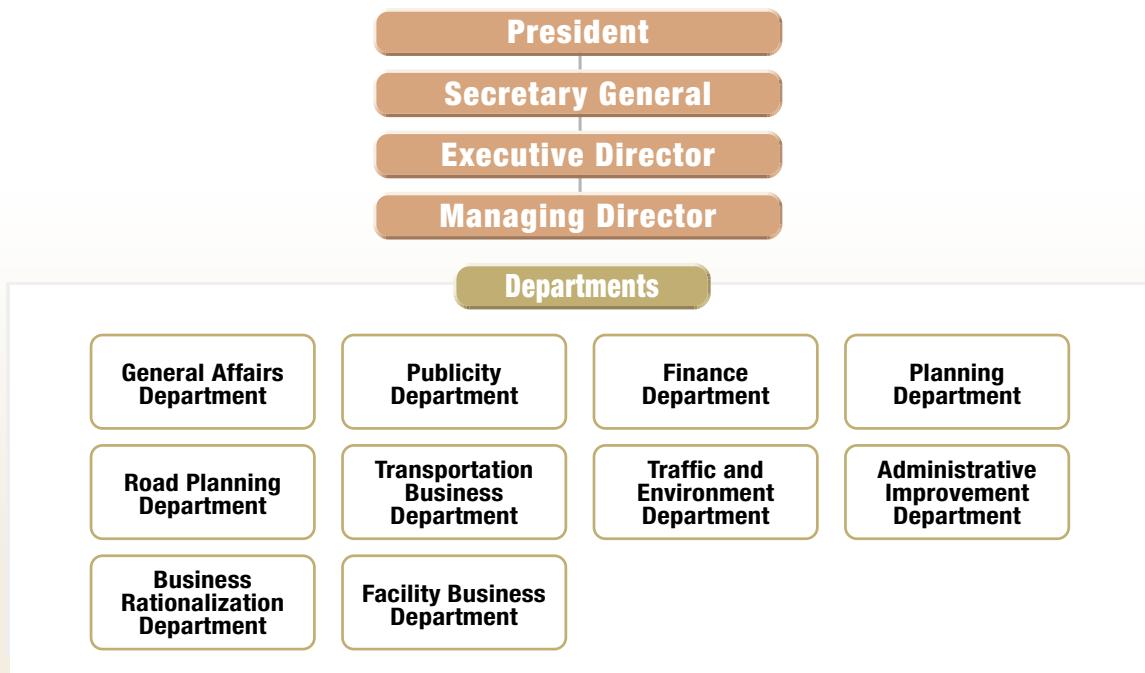 President
Secretary General
Executive Director
Managing Director
Departments
General Affairs
Department
Publicity
Department
Finance
Department
Planning
Department
Road Planning
Department
Transportation
Business
Department
Traffic and
Environment
Department
Administrative
Improvement
Department
Business
Rationalization
Department
Facility Business
Department